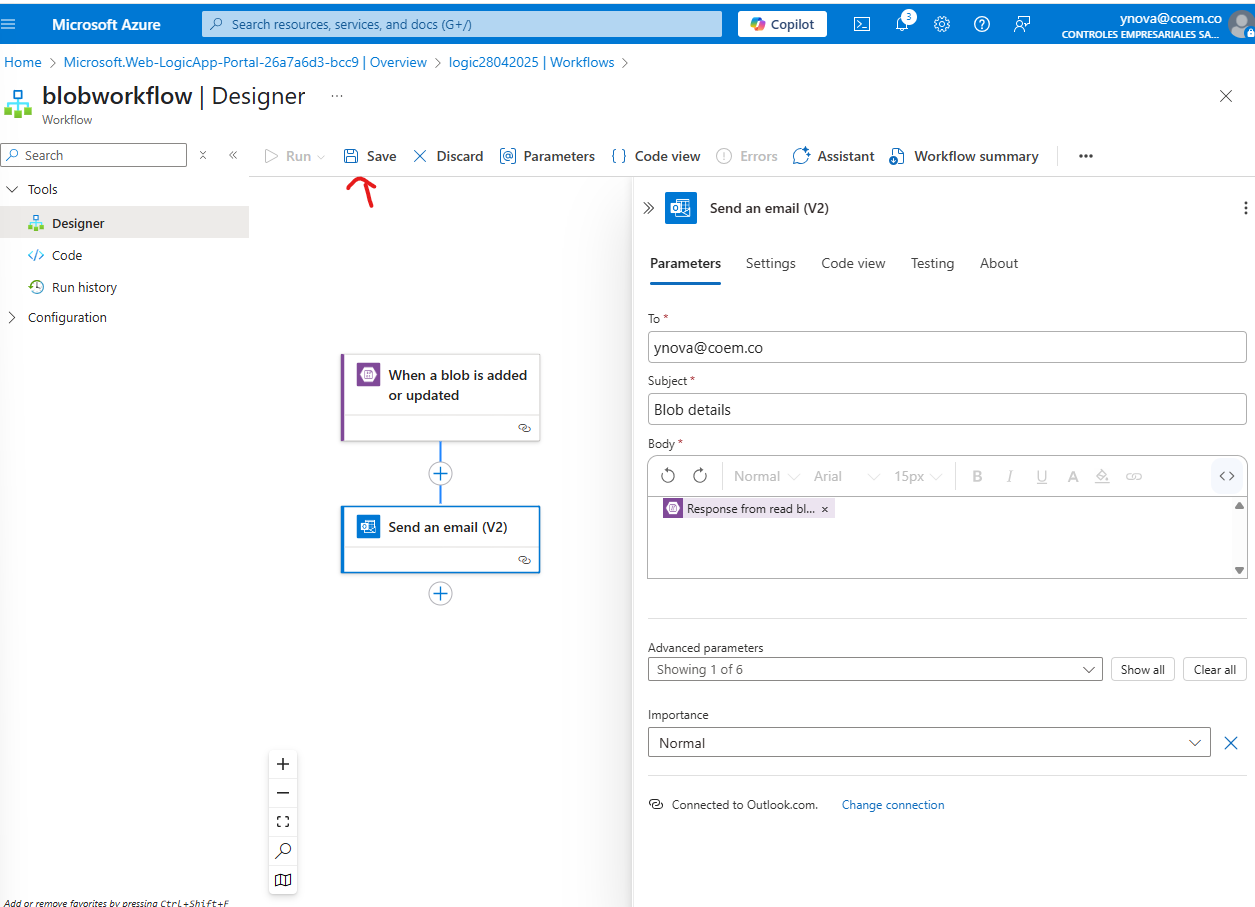 Microsoft Azure
Search resources, services, and docs (G+/)
Copilot
3
ynova@coem.co
CONTROLES EMPRESARIALES SA...
Home > Microsoft.Web-LogicApp-Portal-26a7a6d3-bcc9 | Overview > logic28042025 | Workflows >
blobworkflow | Designer ...
Workflow
Search
Run
Save
Discard
Parameters
Code view
Errors
Assistant
Workflow summary
Tools
Designer
Code
Run history
Configuration
When a blob is added
or updated
Send an email (V2)
Send an email (V2)
Parameters
Settings
Code view
Testing
About
To *
ynova@coem.co
Subject *
Blob details
Body *
Normal
Arial
15px
B I U A
Response from read bl... ×
Advanced parameters
Showing 1 of 6
Show all
Clear all
Importance
Normal
Connected to Outlook.com.
Change connection
Add or remove favorites by pressing Ctrl+Shift+F